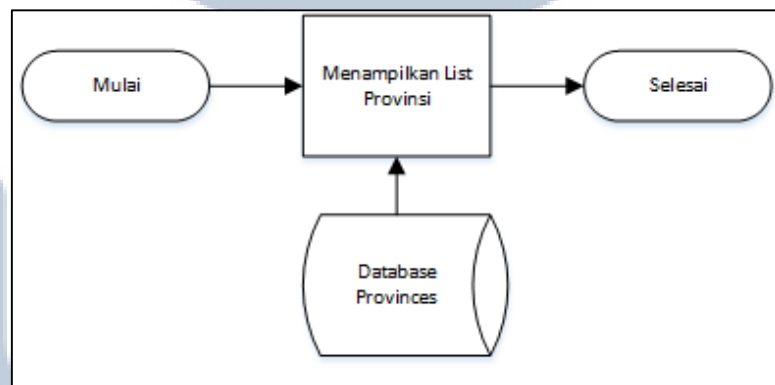 Mulai
Menampilkan List
Provinsi
Selesai
Database
Provinces